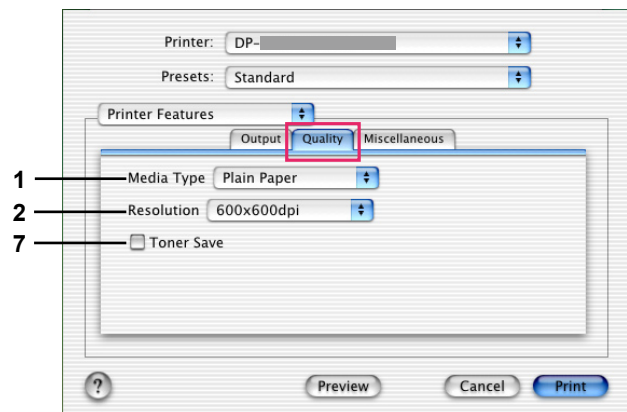 Printer: DP-
Presets: Standard
Printer Features
Output Quality Miscellaneous
1 Media Type Plain Paper
2 Resolution 600x600dpi
7 Toner Save
? Preview Cancel Print